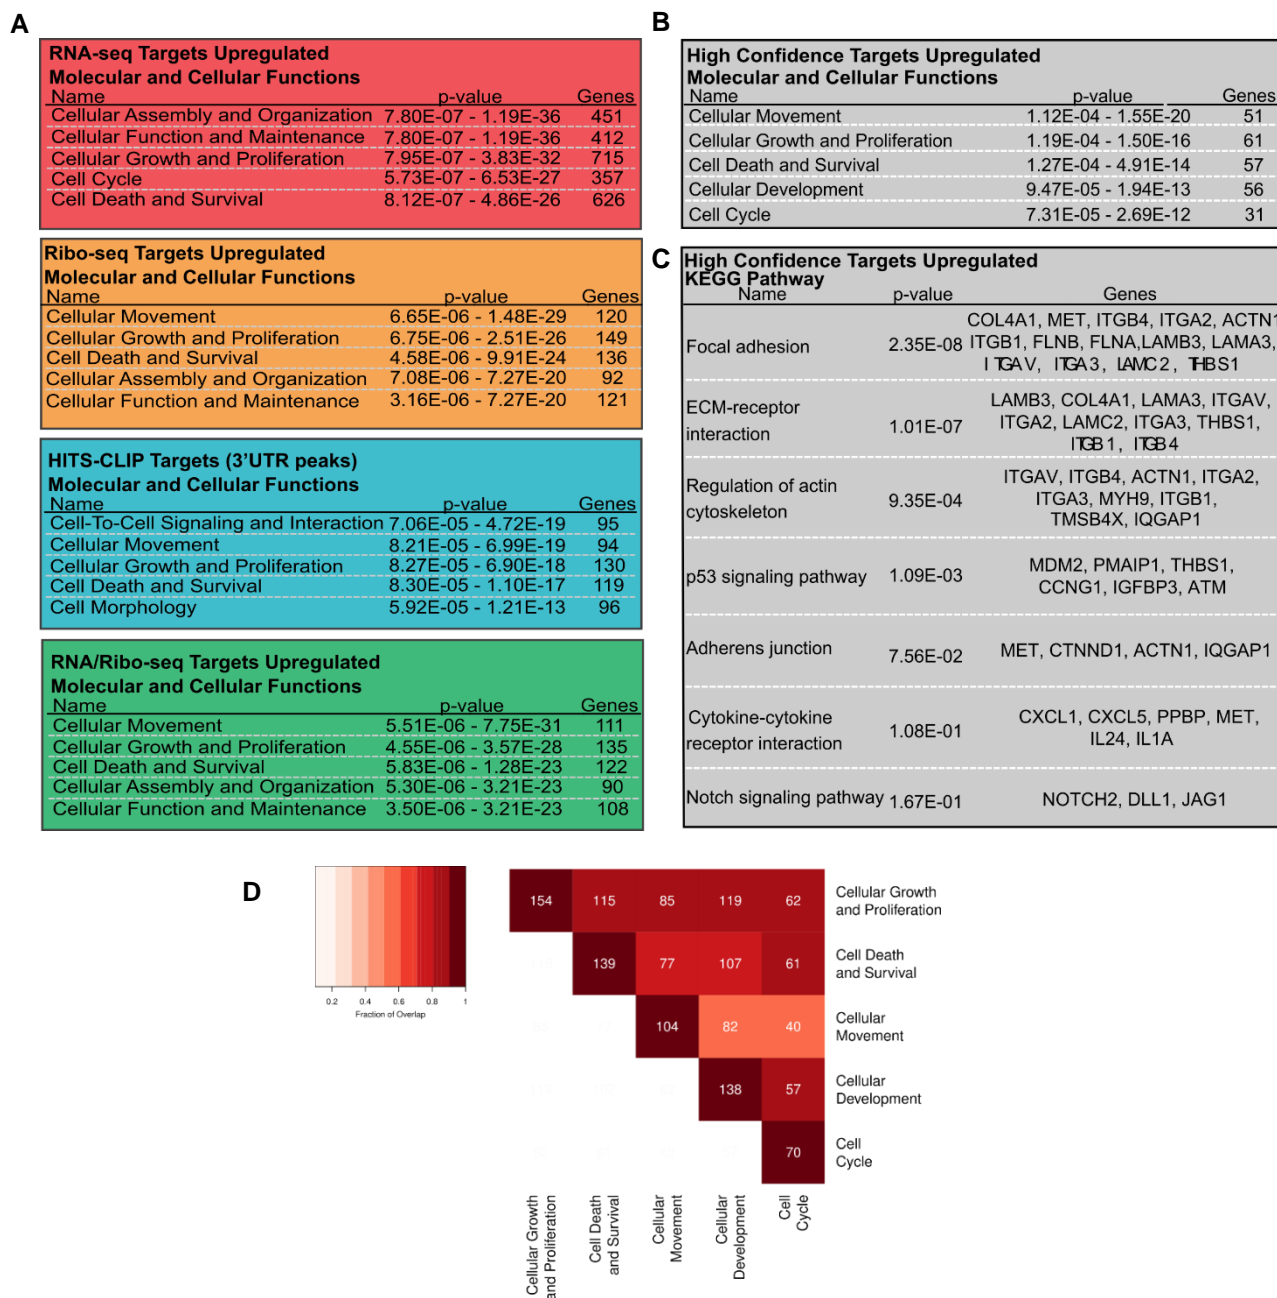 A
RNA-seq Targets Upregulated
Molecular and Cellular Functions
Name p-value Genes
Cellular Assembly and Organization 7.80E-07 - 1.19E-36 451
Cellular Function and Maintenance 7.80E-07 - 1.19E-36 412
Cellular Growth and Proliferation 7.95E-07 - 3.83E-32 715
Cell Cycle 5.73E-07 - 6.53E-27 357
Cell Death and Survival 8.12E-07 - 4.86E-26 626
Ribo-seq Targets Upregulated
Molecular and Cellular Functions
Name p-value Genes
Cellular Movement 6.65E-06 - 1.48E-29 120
Cellular Growth and Proliferation 6.75E-06 - 2.51E-26 149
Cell Death and Survival 4.58E-06 - 9.91E-24 136
Cellular Assembly and Organization 7.08E-06 - 7.27E-20 92
Cellular Function and Maintenance 3.16E-06 - 7.27E-20 121
HITS-CLIP Targets (3'UTR peaks)
Molecular and Cellular Functions
Name p-value Genes
Cell-To-Cell Signaling and Interaction 7.06E-05 - 4.72E-19 95
Cellular Movement 8.21E-05 - 6.99E-19 94
Cellular Growth and Proliferation 8.27E-05 - 6.90E-18 130
Cell Death and Survival 8.30E-05 - 1.10E-17 119
Cell Morphology 5.92E-05 - 1.21E-13 96
RNA/Ribo-seq Targets Upregulated
Molecular and Cellular Functions
Name p-value Genes
Cellular Movement 5.51E-06 - 7.75E-31 111
Cellular Growth and Proliferation 4.55E-06 - 3.57E-28 135
Cell Death and Survival 5.83E-06 - 1.28E-23 122
Cellular Assembly and Organization 5.30E-06 - 3.21E-23 90
Cellular Function and Maintenance 3.50E-06 - 3.21E-23 108
B
High Confidence Targets Upregulated
Molecular and Cellular Functions
Name p-value Genes
Cellular Movement 1.12E-04 - 1.55E-20 51
Cellular Growth and Proliferation 1.19E-04 - 1.50E-16 61
Cell Death and Survival 1.27E-04 - 4.91E-14 57
Cellular Development 9.47E-05 - 1.94E-13 56
Cell Cycle 7.31E-05 - 2.69E-12 31
C
High Confidence Targets Upregulated
KEGG Pathway
Name p-value Genes
COL4A1, MET, ITGB4, ITGA2, ACTN1
Focal adhesion 2.35E-08 ITGB1, FLNB, FLNA,LAMB3, LAMA3,
ITGAV, ITGA3, LAMC2, THBS1
ECM-receptor
interaction 1.01E-07 LAMB3, COL4A1, LAMA3, ITGAV,
ITGA2, LAMC2, ITGA3, THBS1,
ITGB1, ITGB4
Regulation of actin
cytoskeleton 9.35E-04 ITGAV, ITGB4, ACTN1, ITGA2,
ITGA3, MYH9, ITGB1,
TMSB4X, IQGAP1
p53 signaling pathway 1.09E-03 MDM2, PMAIP1, THBS1,
CCNG1, IGFBP3, ATM
Adherens junction 7.56E-02 MET, CTNND1, ACTN1, IQGAP1
Cytokine-cytokine
receptor interaction 1.08E-01 CXCL1, CXCL5, PPBP, MET,
IL24, IL1A
Notch signaling pathway 1.67E-01 NOTCH2, DLL1, JAG1
D
0.2 0.4 0.6 0.8 1
Fraction of Overlap
154 115 85 119 62 Cellular Growth
and Proliferation
139 77 107 61 Cell Death
and Survival
104 82 40 Cellular
Movement
138 57 Cellular
Development
70 Cell
Cycle
Cellular Growth
and Proliferation
Cell Death
and Survival
Cellular
Movement
Cellular
Development
Cell
Cycle